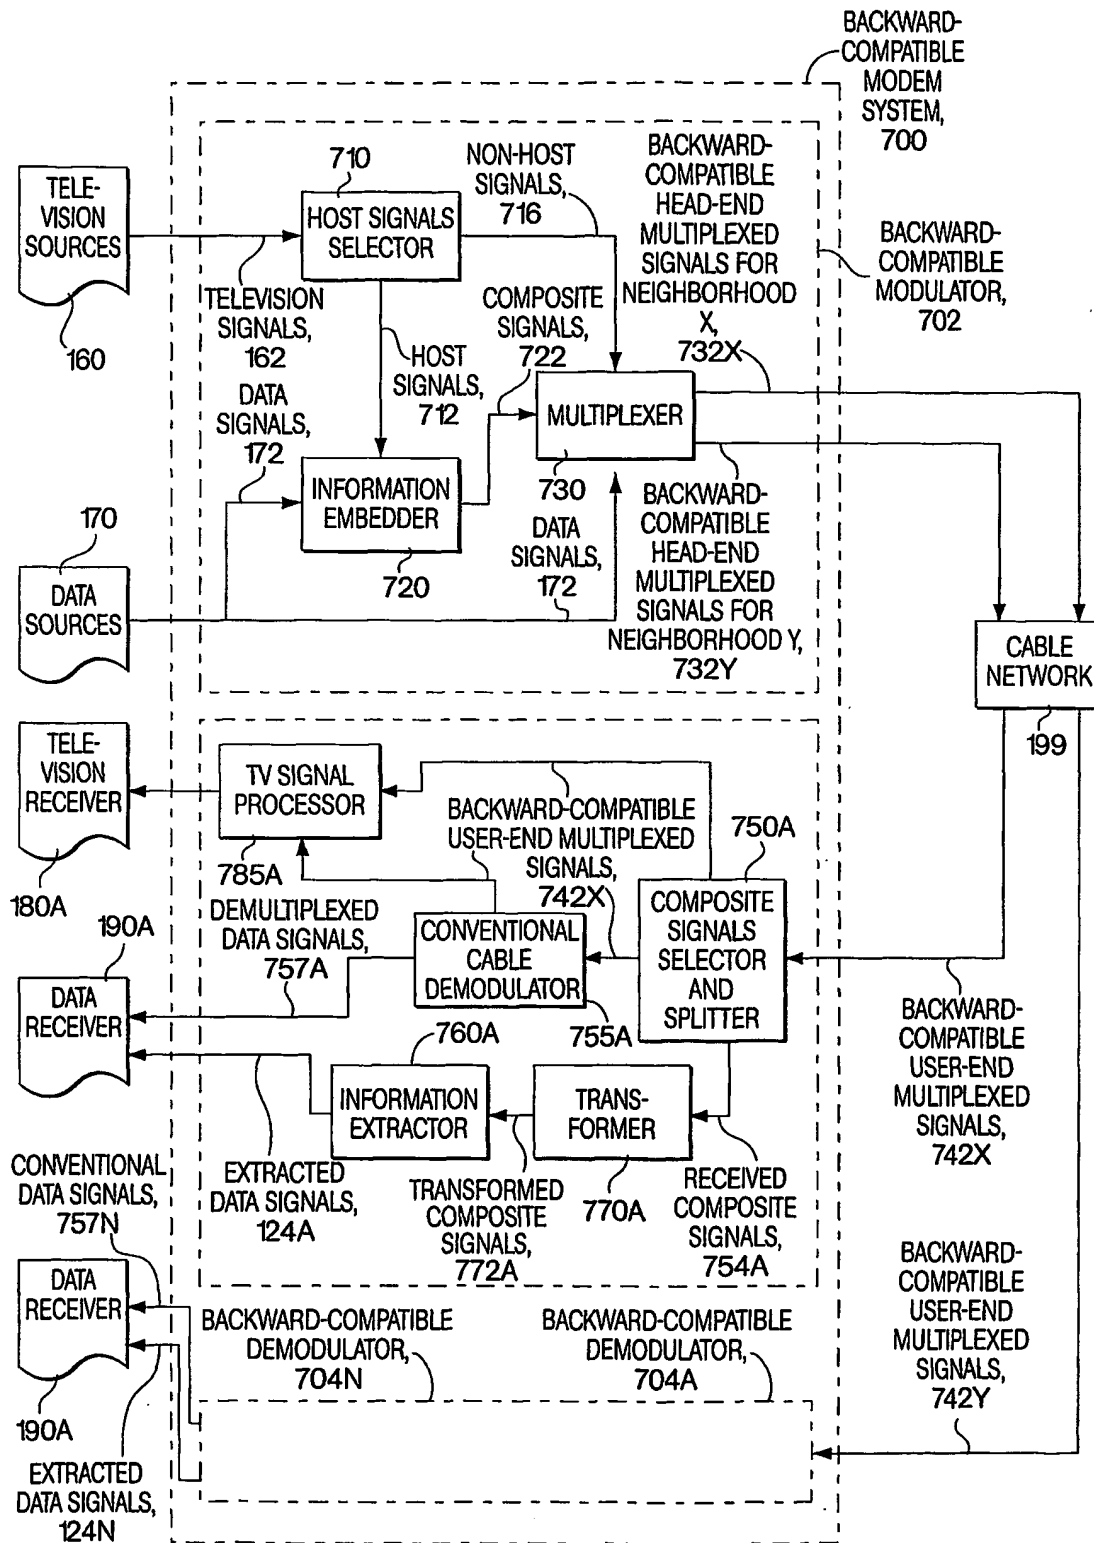 BACKWARD-
COMPATIBLE
MODEM
SYSTEM,
700
TELE-
VISION
SOURCES
160
710
HOST SIGNALS
SELECTOR
NON-HOST
SIGNALS,
716
BACKWARD-
COMPATIBLE
HEAD-END
MULTIPLEXED
SIGNALS FOR
NEIGHBORHOOD
X,
732X
BACKWARD-
COMPATIBLE
MODULATOR,
702
TELEVISION
SIGNALS,
162
HOST
SIGNALS,
712
COMPOSITE
SIGNALS,
722
DATA
SIGNALS,
172
MULTIPLEXER
730
INFORMATION
EMBEDDER
720
DATA
SIGNALS,
172
BACKWARD-
COMPATIBLE
HEAD-END
MULTIPLEXED
SIGNALS FOR
NEIGHBORHOOD Y,
732Y
170
DATA
SOURCES
CABLE
NETWORK
199
TELE-
VISION
RECEIVER
180A
TV SIGNAL
PROCESSOR
785A
BACKWARD-COMPATIBLE
USER-END MULTIPLEXED
SIGNALS,
742X
750A
COMPOSITE
SIGNALS
SELECTOR
AND
SPLITTER
DEMULTIPLEXED
DATA SIGNALS,
757A
CONVENTIONAL
CABLE
DEMODULATOR
755A
190A
DATA
RECEIVER
760A
INFORMATION
EXTRACTOR
TRANS-
FORMER
770A
BACKWARD-
COMPATIBLE
USER-END
MULTIPLEXED
SIGNALS,
742X
EXTRACTED
DATA SIGNALS,
124A
TRANSFORMED
COMPOSITE
SIGNALS,
772A
RECEIVED
COMPOSITE
SIGNALS,
754A
CONVENTIONAL
DATA SIGNALS,
757N
DATA
RECEIVER
190A
BACKWARD-COMPATIBLE
DEMODULATOR,
704N
BACKWARD-COMPATIBLE
DEMODULATOR,
704A
BACKWARD-
COMPATIBLE
USER-END
MULTIPLEXED
SIGNALS,
742Y
EXTRACTED
DATA SIGNALS,
124N